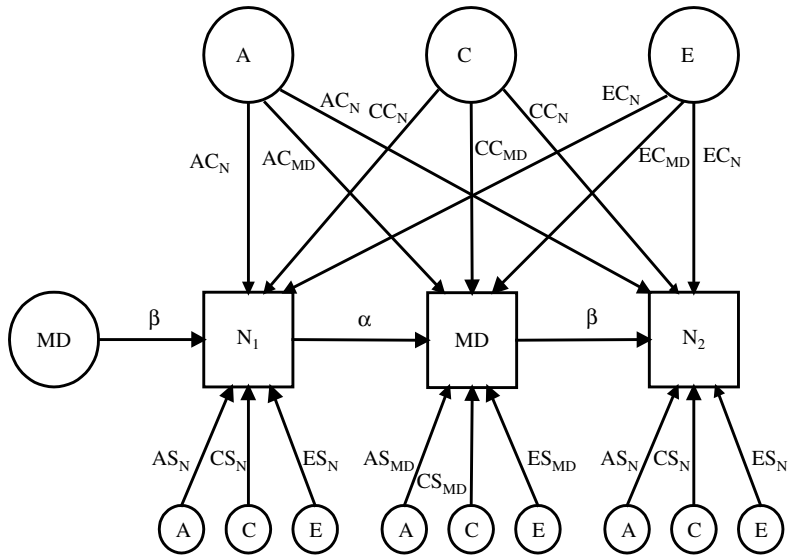 A C E
AC_N CC_N CC_N EC_N
AC_N AC_MD CC_MD EC_MD EC_N
MD β N_1 α MD β N_2
AS_N CS_N ES_N AS_MD CS_MD ES_MD AS_N CS_N ES_N
A C E A C E A C E